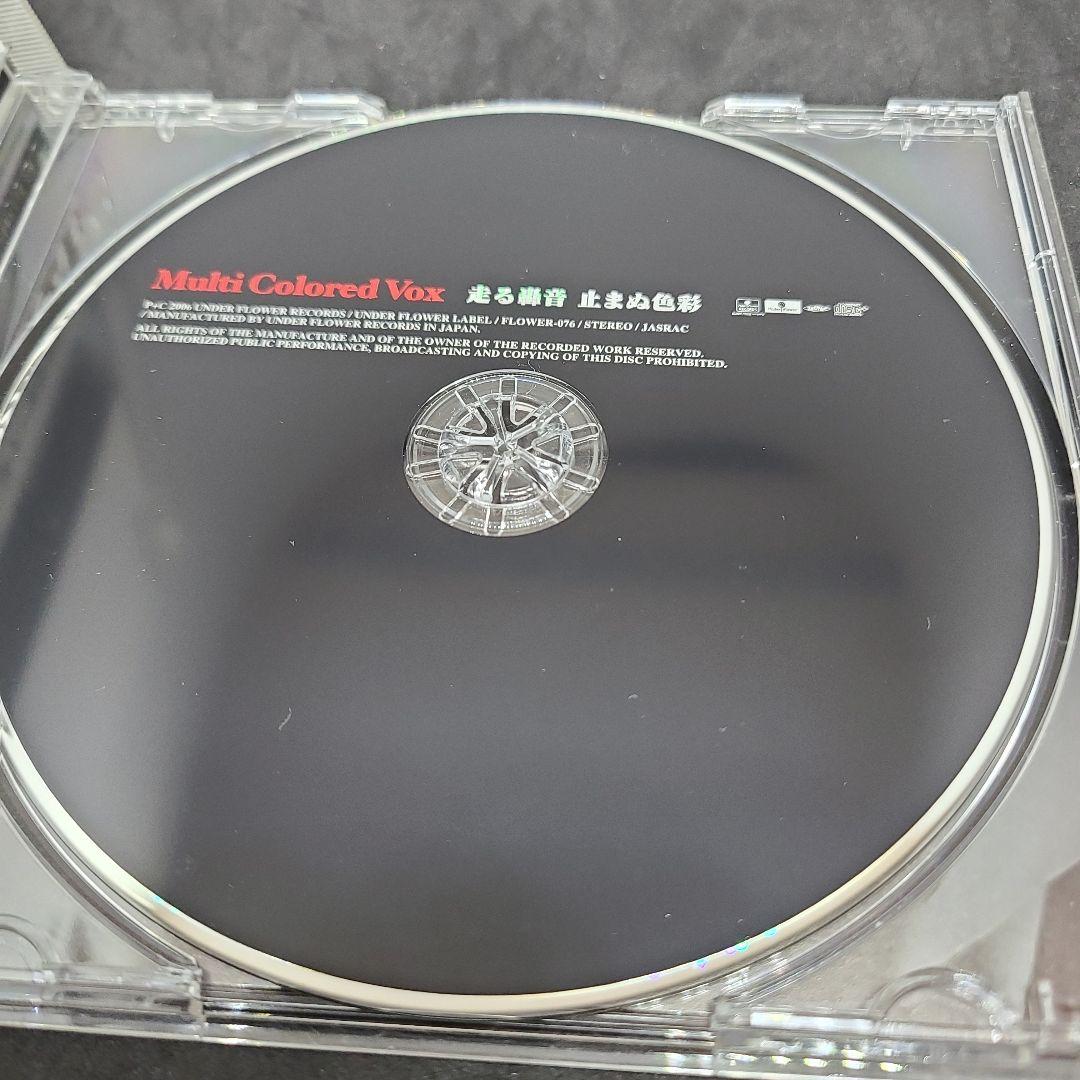 Multi Colored Vox 走る轟音 止まぬ色彩
P+C 2006 UNDER FLOWER RECORDS / UNDER FLOWER LABEL / FLOWER-076 / STEREO / JASRAC
/ MANUFACTURED BY UNDER FLOWER RECORDS IN JAPAN.
ALL RIGHTS OF THE MANUFACTURE AND OF THE OWNER OF THE RECORDED WORK RESERVED.
UNAUTHORIZED PUBLIC PERFORMANCE, BROADCASTING AND COPYING OF THIS DISC PROHIBITED.